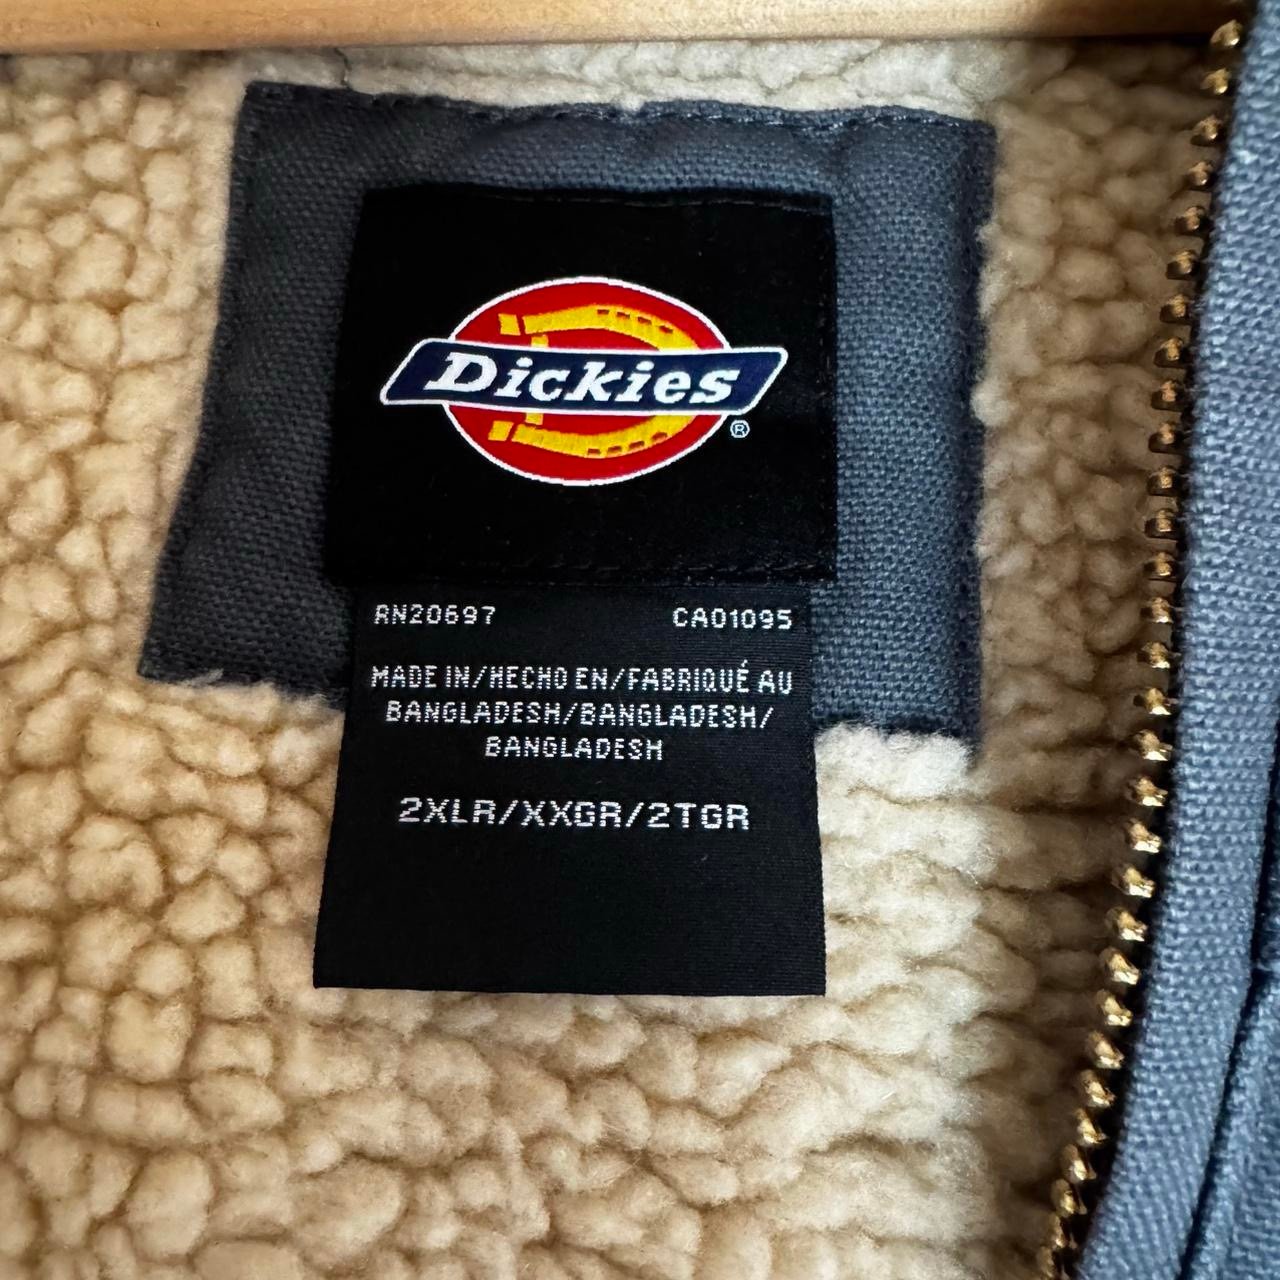 Dickies
®
RN20697 CA01095
MADE IN/HECHO EN/FABRIQUÉ AU
BANGLADESH/BANGLADESH/
BANGLADESH
2XLR/XXGR/2TGR